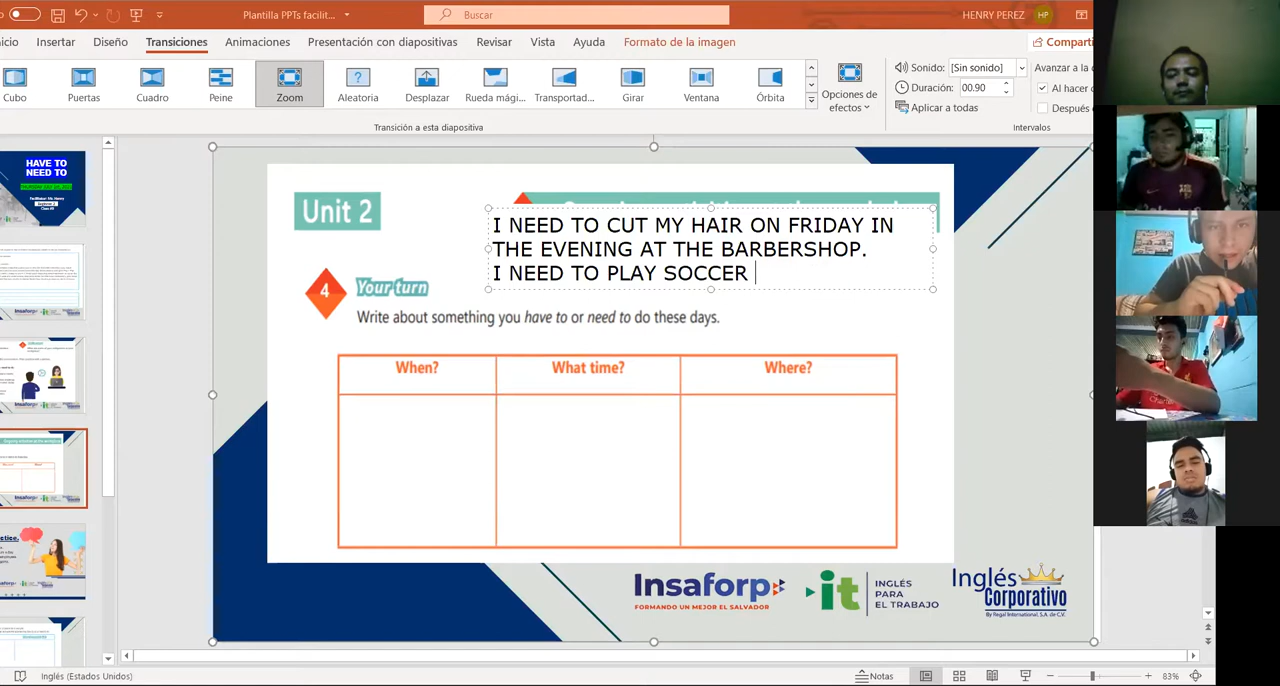 Plantilla PPTs facilit...
Buscar
HENRY PEREZ
HP
icio
Insertar
Diseño
Transiciones
Animaciones
Presentación con diapositivas
Revisar
Vista
Ayuda
Formato de la imagen
Comparti
Cubo
Puertas
Cuadro
Peine
Zoom
Aleatoria
Desplazar
Rueda mági...
Transportad...
Girar
Ventana
Órbita
Opciones de
efectos
Sonido:
[Sin sonido]
Duración:
00.90
Aplicar a todas
Avanzar a la
Al hacer
Después
Transición a esta diapositiva
Intervalos
HAVE TO
NEED TO
Unit 2
I NEED TO CUT MY HAIR ON FRIDAY IN
THE EVENING AT THE BARBERSHOP.
I NEED TO PLAY SOCCER
4
Your turn
Write about something you have to or need to do these days.
When?
What time?
Where?
Insaforp
FORMANDO UN MEJOR EL SALVADOR
it
INGLÉS
PARA
EL TRABAJO
Inglés
Corporativo
By Regal International, S.A. de C.V.
Inglés (Estados Unidos)
Notas
83%